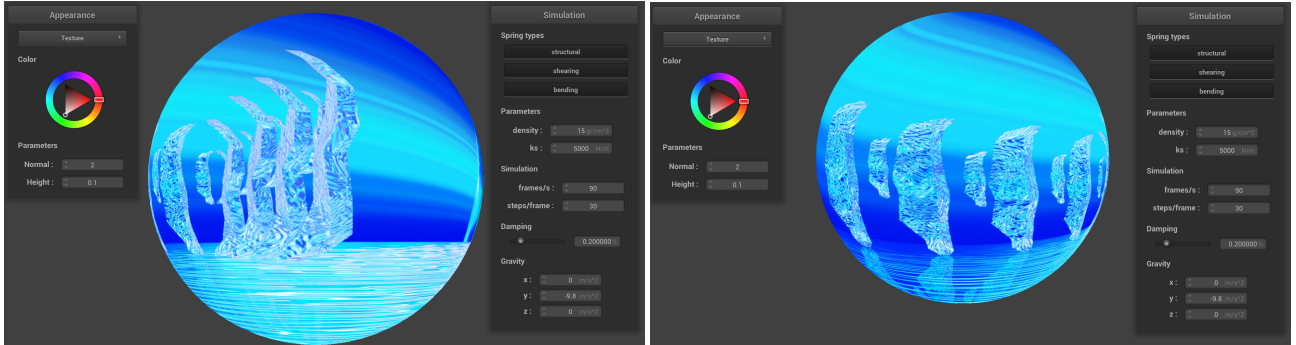 Appearance
Texture
Color
Parameters
Normal : 2
Height : 0.1
Simulation
Spring types
structural
shearing
bending
Parameters
density : 15 g/cm^2
ks : 5000 N/m
Simulation
frames/s : 90
steps/frame : 30
Damping
0.200000 %
Gravity
x : 0 m/s^2
y : -9.8 m/s^2
z : 0 m/s^2
Appearance
Texture
Color
Parameters
Normal : 2
Height : 0.1
Simulation
Spring types
structural
shearing
bending
Parameters
density : 15 g/cm^2
ks : 5000 N/m
Simulation
frames/s : 90
steps/frame : 30
Damping
0.200000 %
Gravity
x : 0 m/s^2
y : -9.8 m/s^2
z : 0 m/s^2